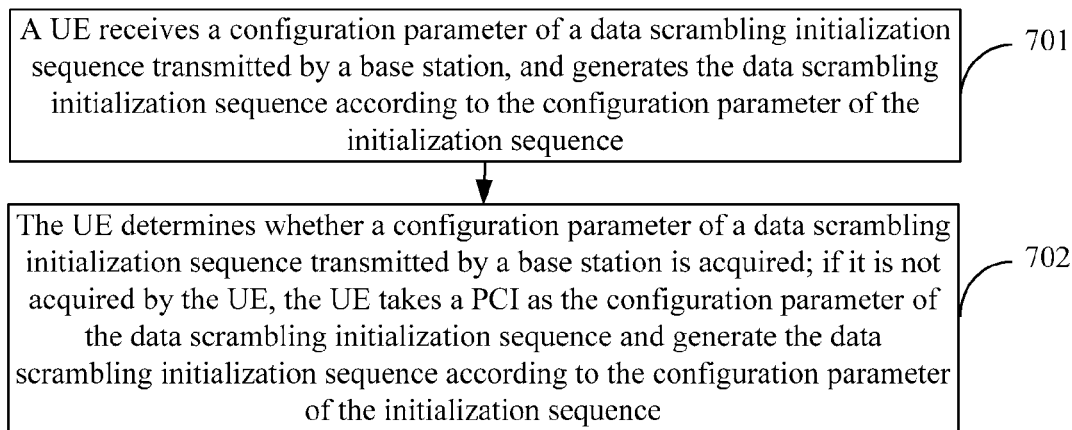 A UE receives a configuration parameter of a data scrambling initialization
sequence transmitted by a base station, and generates the data scrambling
initialization sequence according to the configuration parameter of the
initialization sequence
701
The UE determines whether a configuration parameter of a data scrambling
initialization sequence transmitted by a base station is acquired; if it is not
acquired by the UE, the UE takes a PCI as the configuration parameter of
the data scrambling initialization sequence and generate the data
scrambling initialization sequence according to the configuration parameter
of the initialization sequence
702